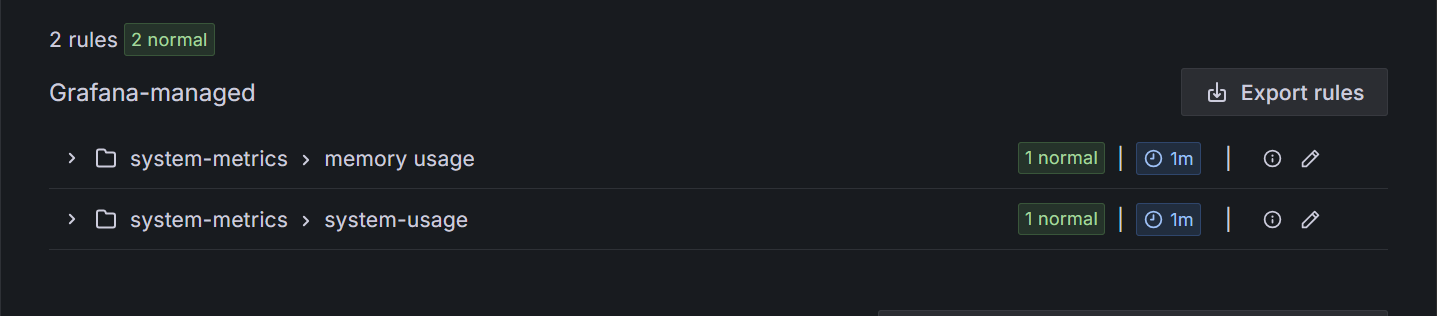 2 rules 2 normal
Grafana-managed
Export rules
system-metrics > memory usage 1 normal | 1m |
system-metrics > system-usage 1 normal | 1m |